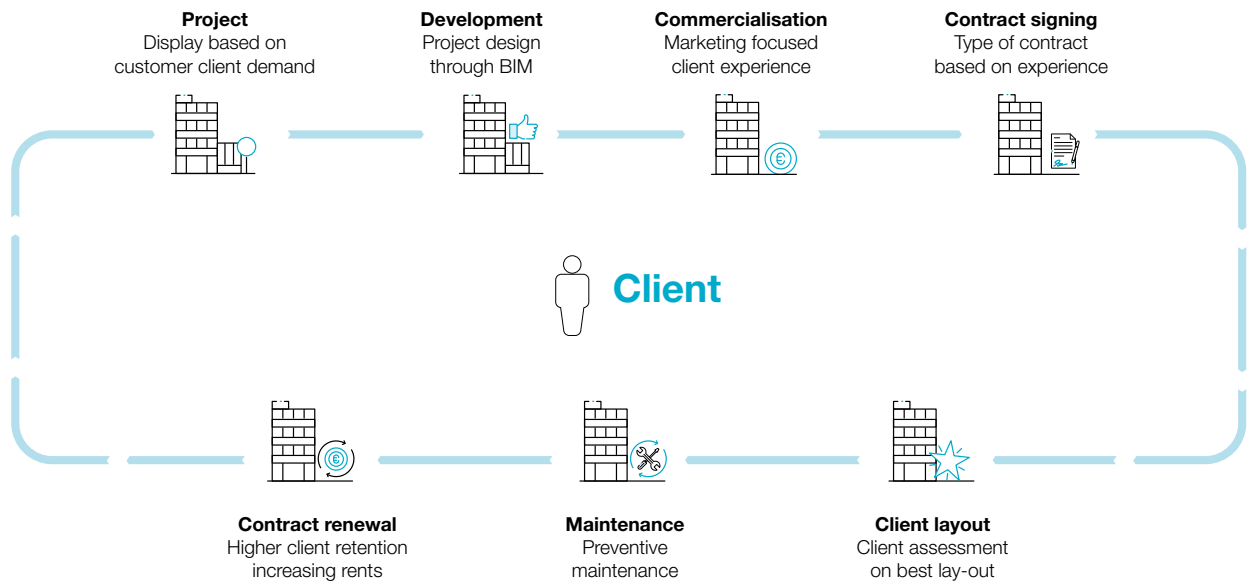 Project
Display based on
customer client demand
Development
Project design
through BIM
Commercialisation
Marketing focused
client experience
Contract signing
Type of contract
based on experience
€
Client
€
Contract renewal
Higher client retention
increasing rents
Maintenance
Preventive
maintenance
Client layout
Client assessment
on best lay-out